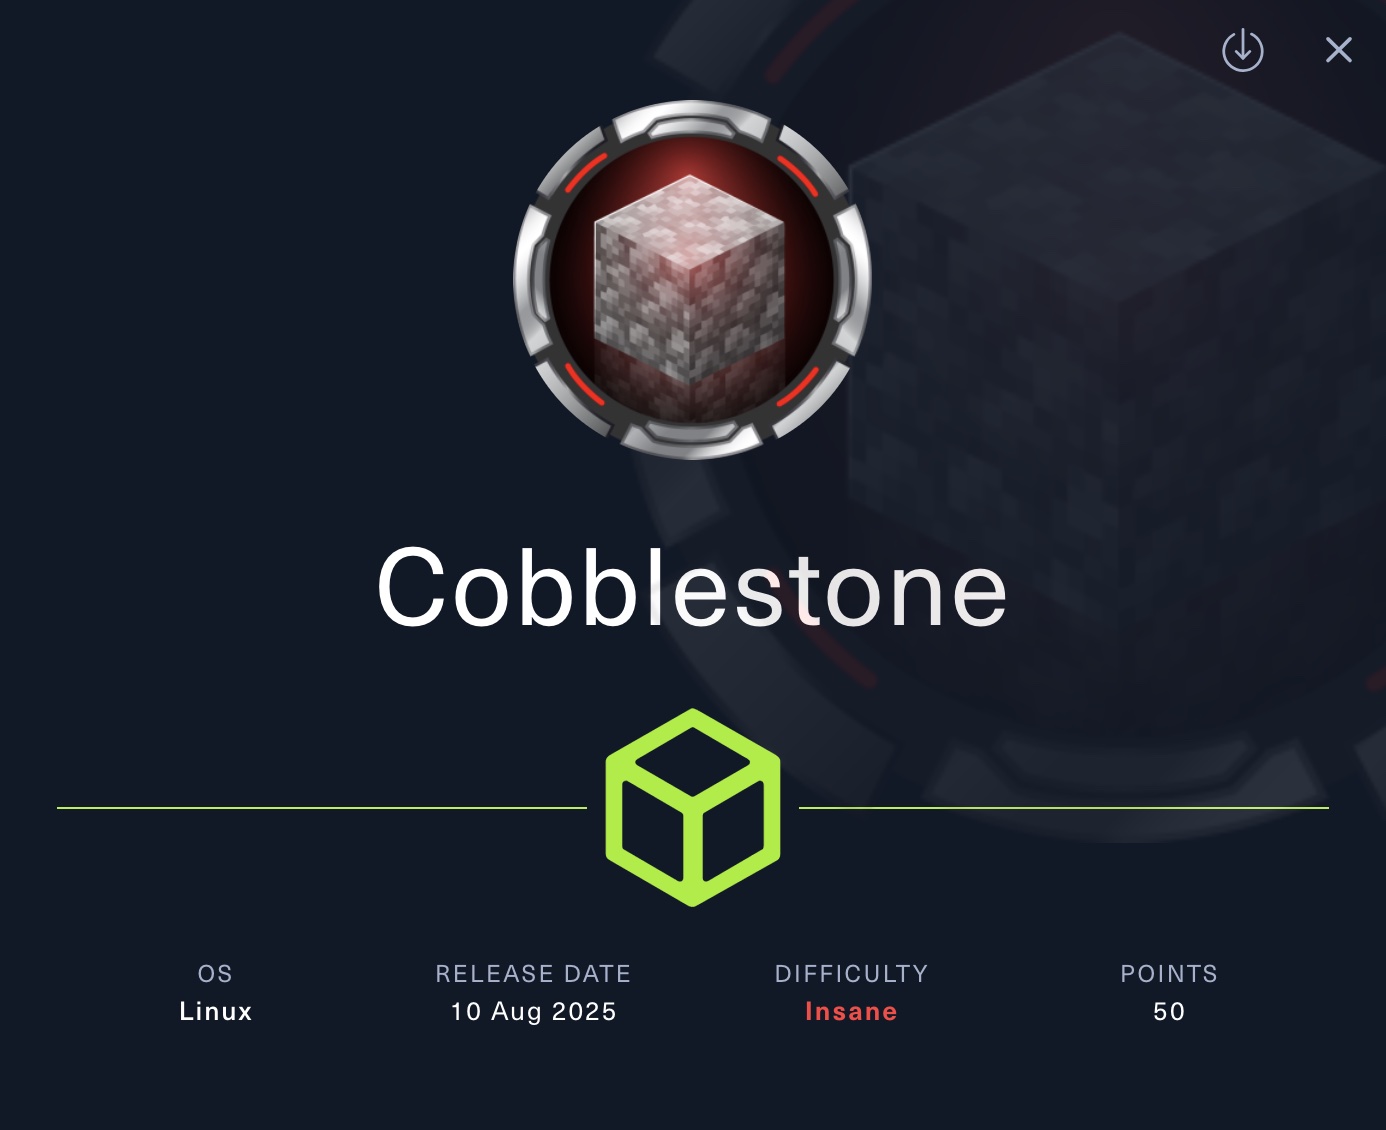 Cobblestone
OS
Linux
RELEASE DATE
10 Aug 2025
DIFFICULTY
Insane
POINTS
50